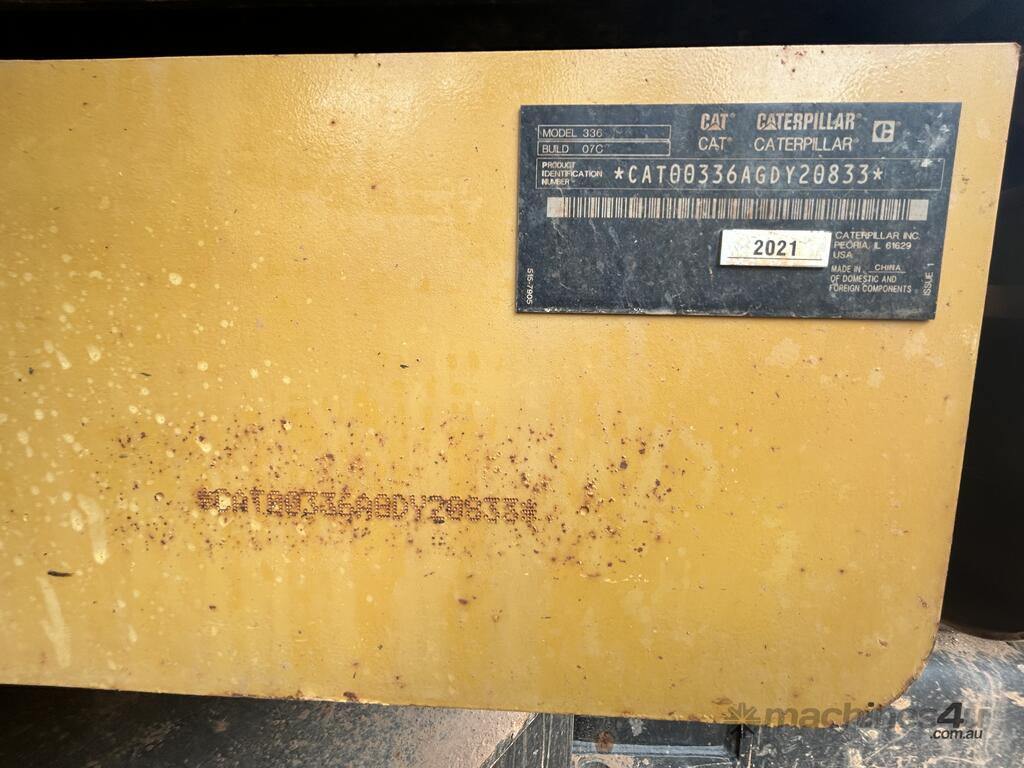 MODEL 336
BUILD 07C
CAT CATERPILLAR C
CAT® CATERPILLAR®
PRODUCT IDENTIFICATION NUMBER
*CAT00336AGDY20833*
2021
CATERPILLAR INC.
PEORIA, IL 61629
USA
MADE IN CHINA
OF DOMESTIC AND
FOREIGN COMPONENTS
ISSUE 1
515-7905
*CAT00336AGDY20833*
machines4u
.com.au